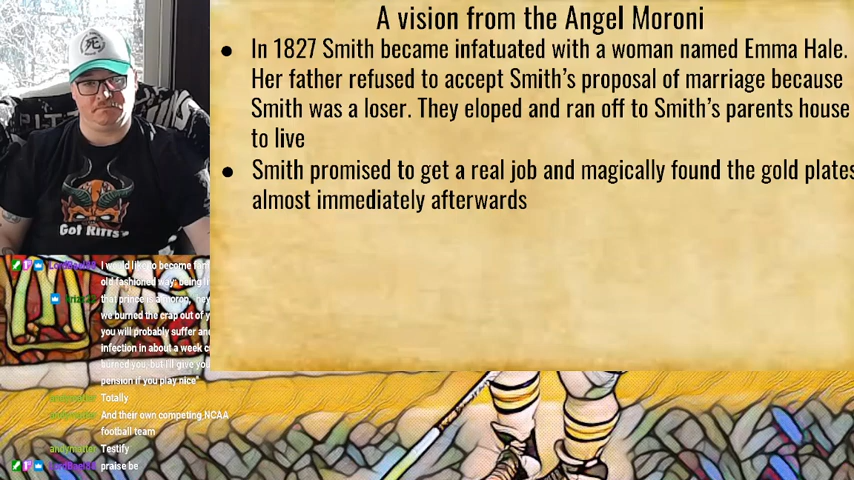 A vision from the Angel Moroni
● In 1827 Smith became infatuated with a woman named Emma Hale.
Her father refused to accept Smith's proposal of marriage because
Smith was a loser. They eloped and ran off to Smith's parents house
to live
● Smith promised to get a real job and magically found the gold plates
almost immediately afterwards
死
PIT
Got
I would like to become
old fashioned way: being
that prince is a moron,
we burned the crap out of
you will probably suffer and
infection in about a week
burned you, but I'll give you
pension if you play nice"
Totally
And their own competing NCAA
football team
andymatter Testify
praise be